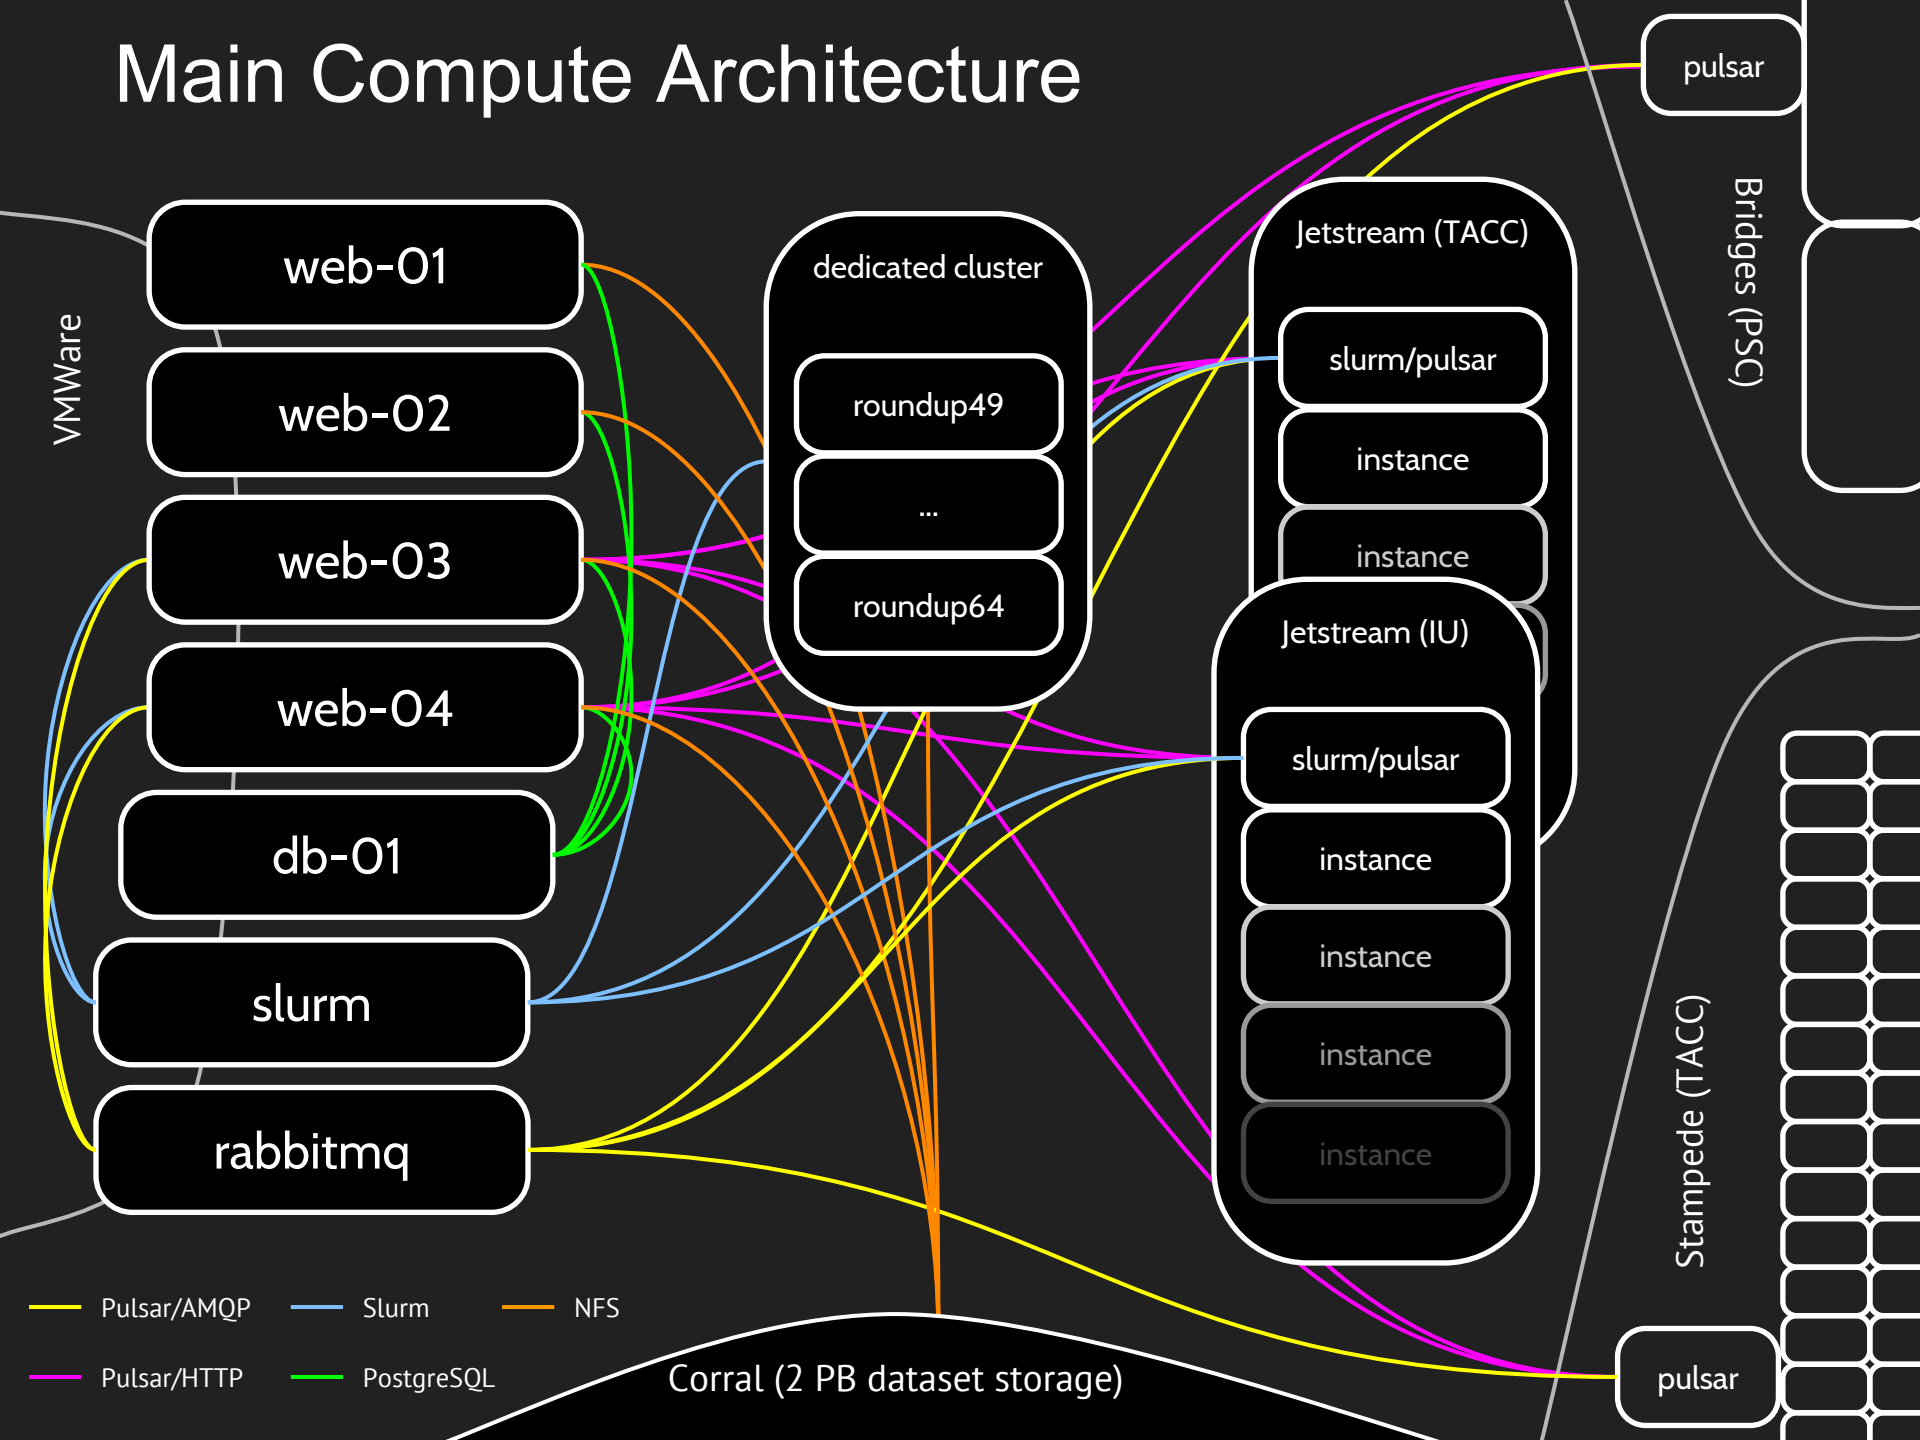 Main Compute Architecture
VMWare
web-01
web-02
web-03
web-04
db-01
slurm
rabbitmq
dedicated cluster
roundup49
...
roundup64
Jetstream (TACC)
slurm/pulsar
instance
instance
Jetstream (IU)
slurm/pulsar
instance
instance
instance
instance
pulsar
Bridges (PSC)
Stampede (TACC)
pulsar
Pulsar/AMQP
Slurm
NFS
Pulsar/HTTP
PostgreSQL
Corral (2 PB dataset storage)